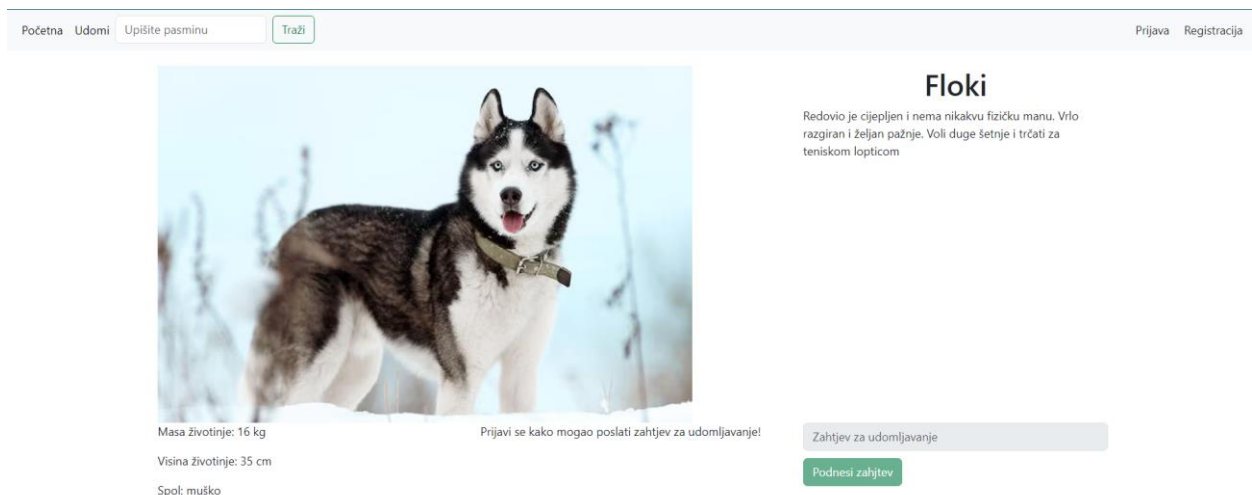 Početna Udomi Upišite pasminu Traži Prijava Registracija
Floki
Redovio je cijepljen i nema nikakvu fizičku manu. Vrlo
razgiran i željan pažnje. Voli duge šetnje i trčati za
teniskom lopticom
Masa životinje: 16 kg
Visina životinje: 35 cm
Spol: muško
Prijavi se kako mogao poslati zahtjev za udomljavanje!
Zahtjev za udomljavanje
Podnesi zahjtev